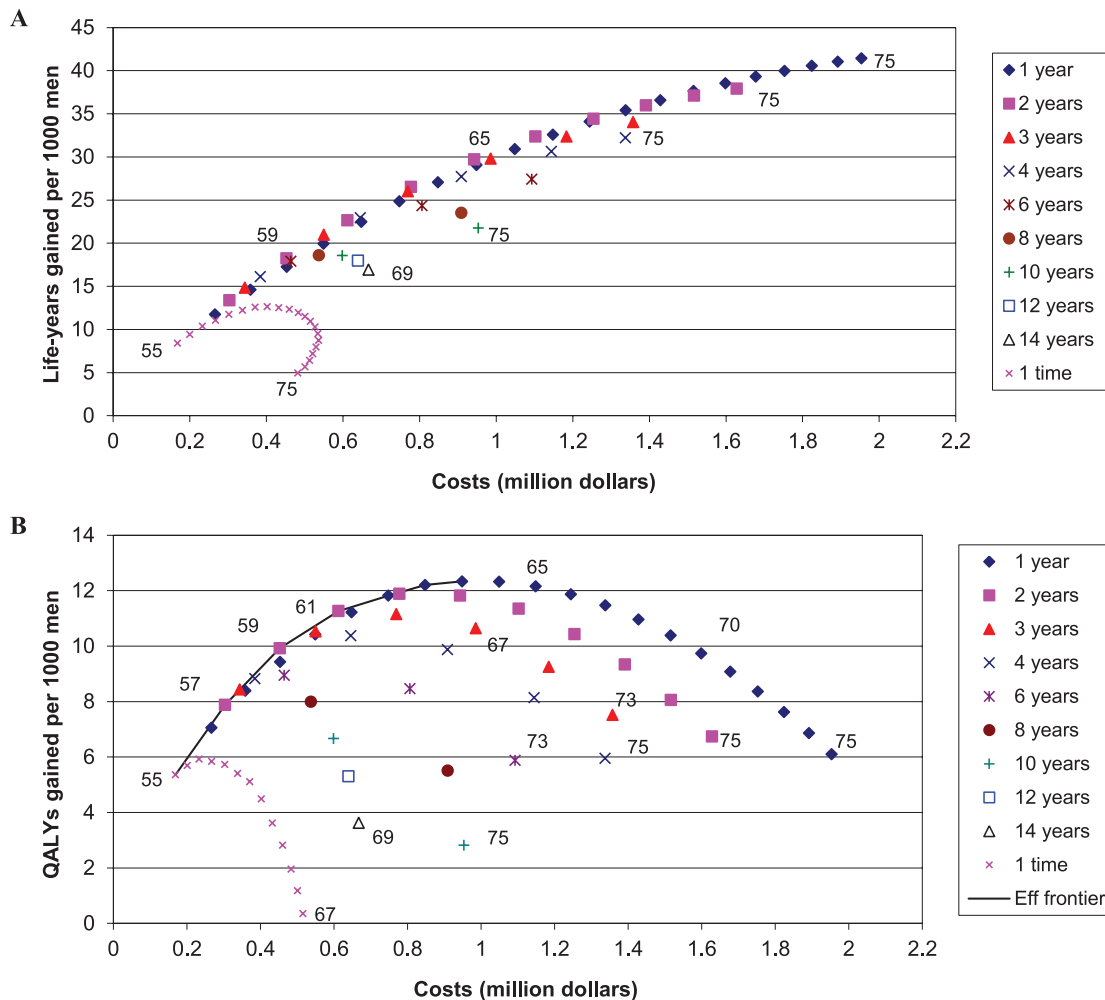 A
Life-years gained per 1000 men
45
40
35
30
25
20
15
10
5
0
0 0.2 0.4 0.6 0.8 1 1.2 1.4 1.6 1.8 2 2.2
Costs (million dollars)
55
75
59
65
69
75
75
75
75
1 year
2 years
3 years
4 years
6 years
8 years
10 years
12 years
14 years
1 time
B
QALYs gained per 1000 men
14
12
10
8
6
4
2
0
0 0.2 0.4 0.6 0.8 1 1.2 1.4 1.6 1.8 2 2.2
Costs (million dollars)
55
57
59
61
65
67
70
73
73
75
75
75
69
75
67
1 year
2 years
3 years
4 years
6 years
8 years
10 years
12 years
14 years
1 time
Eff frontier